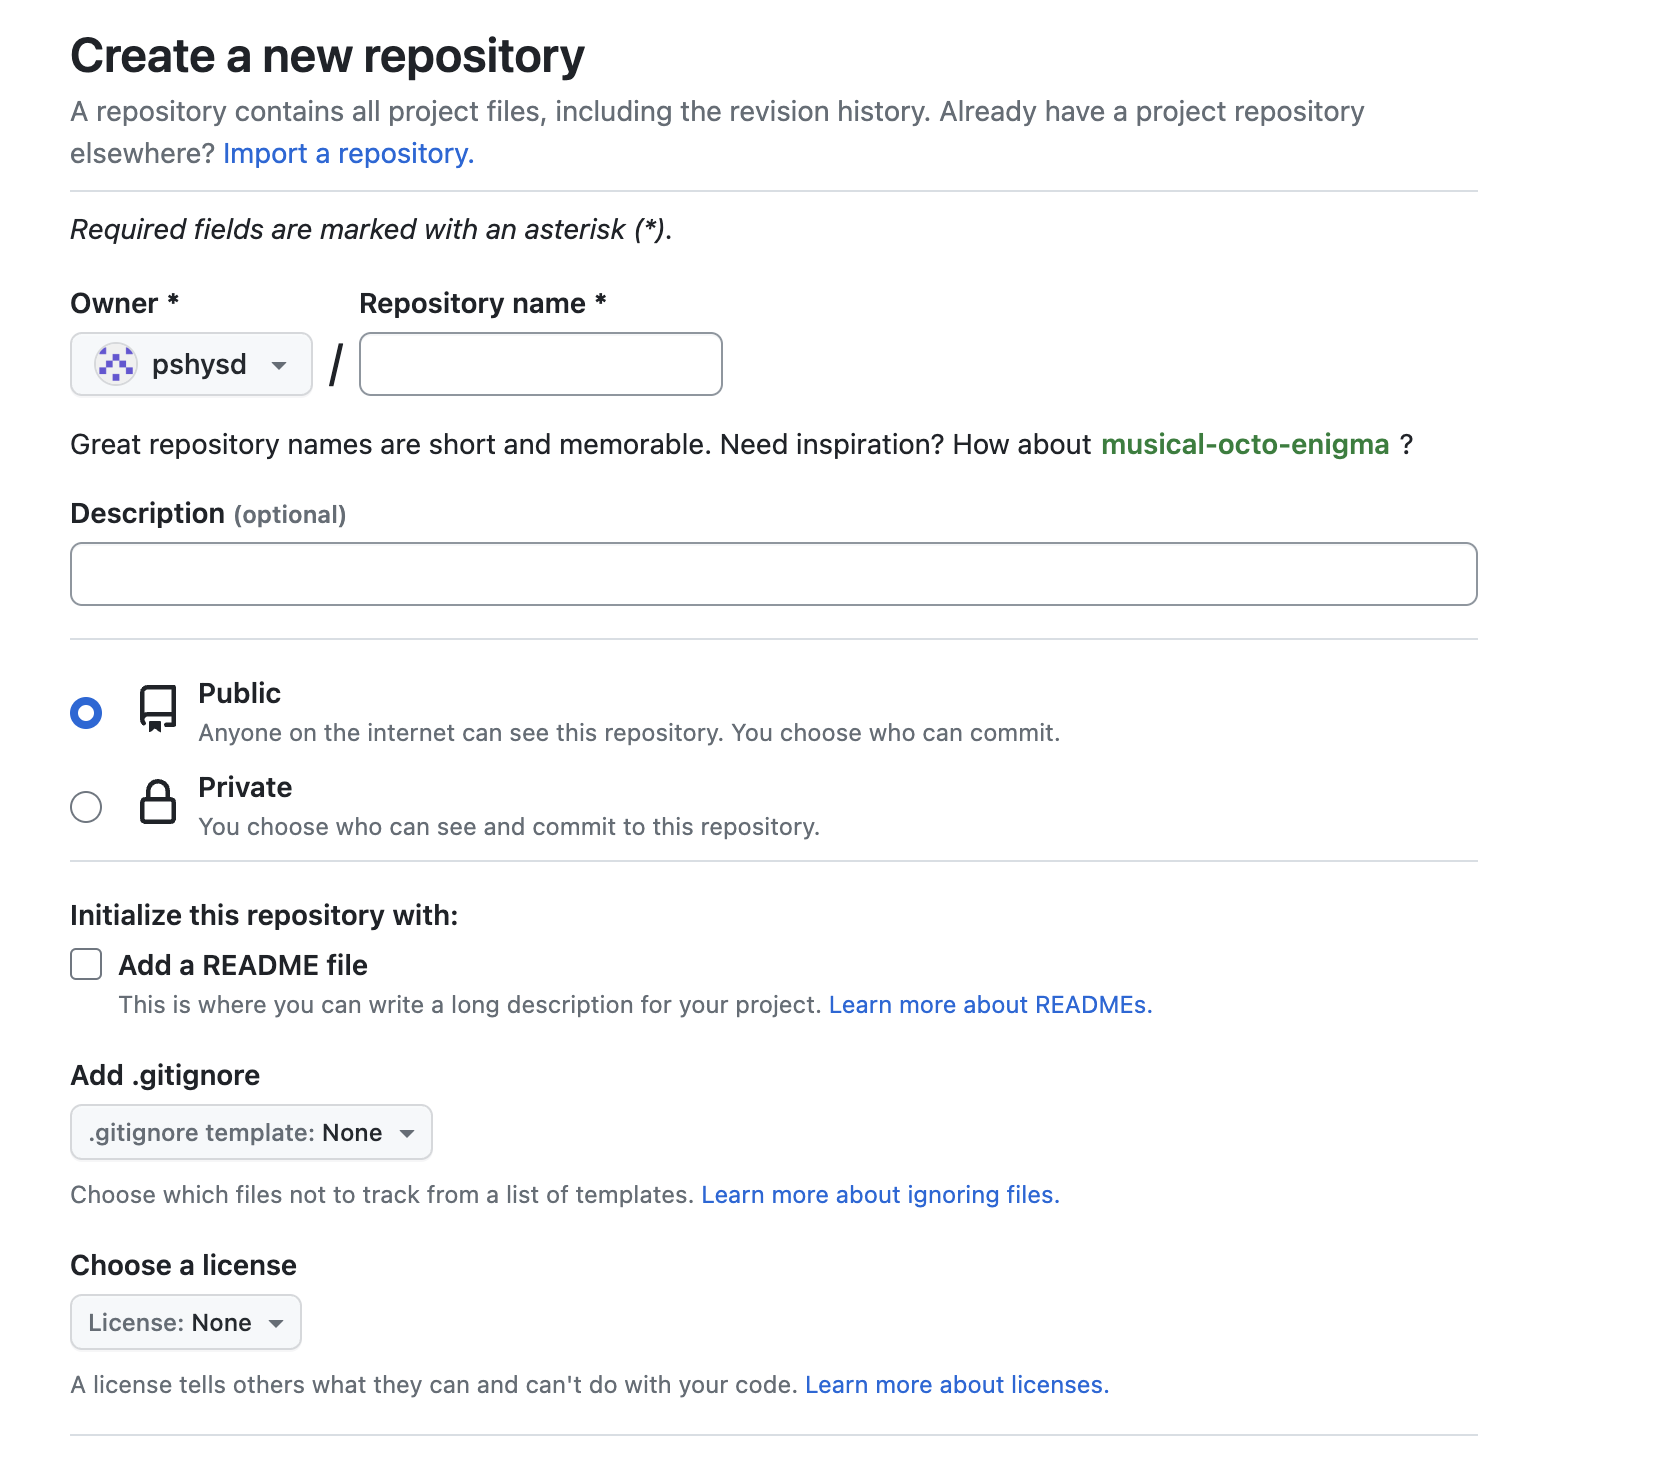 Create a new repository
A repository contains all project files, including the revision history. Already have a project repository
elsewhere? Import a repository.
Required fields are marked with an asterisk (*).
Owner * Repository name *
pshysd /
Great repository names are short and memorable. Need inspiration? How about musical-octo-enigma ?
Description (optional)
Public
Anyone on the internet can see this repository. You choose who can commit.
Private
You choose who can see and commit to this repository.
Initialize this repository with:
Add a README file
This is where you can write a long description for your project. Learn more about READMEs.
Add .gitignore
.gitignore template: None
Choose which files not to track from a list of templates. Learn more about ignoring files.
Choose a license
License: None
A license tells others what they can and can't do with your code. Learn more about licenses.